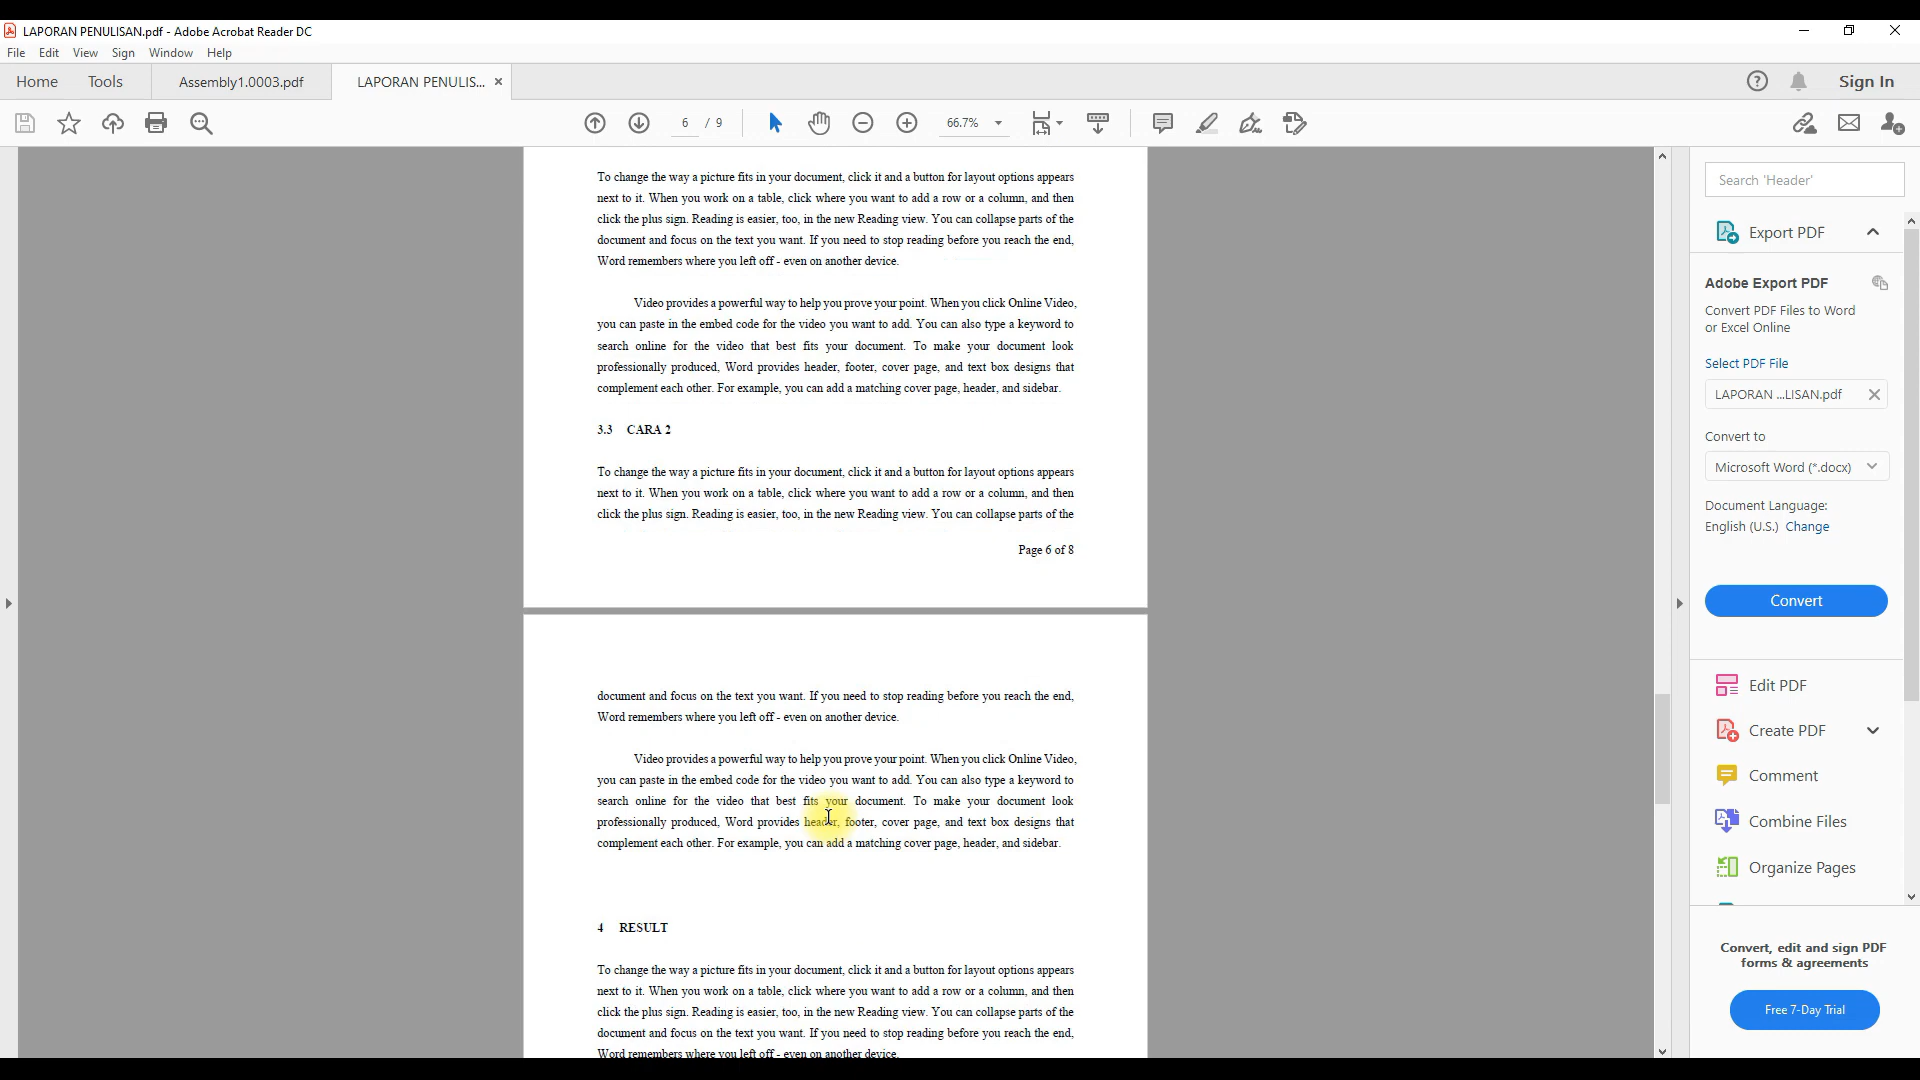 LAPORAN PENULISAN.pdf - Adobe Acrobat Reader DC
File Edit View Sign Window Help
Home Tools Assembly1.0003.pdf LAPORAN PENULIS... Sign In
6 / 9 66.7%
To change the way a picture fits in your document, click it and a button for layout options appears
next to it. When you work on a table, click where you want to add a row or a column, and then
click the plus sign. Reading is easier, too, in the new Reading view. You can collapse parts of the
document and focus on the text you want. If you need to stop reading before you reach the end,
Word remembers where you left off - even on another device.
Video provides a powerful way to help you prove your point. When you click Online Video,
you can paste in the embed code for the video you want to add. You can also type a keyword to
search online for the video that best fits your document. To make your document look
professionally produced, Word provides header, footer, cover page, and text box designs that
complement each other. For example, you can add a matching cover page, header, and sidebar.
3.3 CARA 2
To change the way a picture fits in your document, click it and a button for layout options appears
next to it. When you work on a table, click where you want to add a row or a column, and then
click the plus sign. Reading is easier, too, in the new Reading view. You can collapse parts of the
Page 6 of 8
document and focus on the text you want. If you need to stop reading before you reach the end,
Word remembers where you left off - even on another device.
Video provides a powerful way to help you prove your point. When you click Online Video,
you can paste in the embed code for the video you want to add. You can also type a keyword to
search online for the video that best fits your document. To make your document look
professionally produced, Word provides header, footer, cover page, and text box designs that
complement each other. For example, you can add a matching cover page, header, and sidebar.
4 RESULT
To change the way a picture fits in your document, click it and a button for layout options appears
next to it. When you work on a table, click where you want to add a row or a column, and then
click the plus sign. Reading is easier, too, in the new Reading view. You can collapse parts of the
document and focus on the text you want. If you need to stop reading before you reach the end,
Word remembers where you left off - even on another device.
Search 'Header'
Export PDF
Adobe Export PDF
Convert PDF Files to Word
or Excel Online
Select PDF File
LAPORAN ...LISAN.pdf
Convert to
Microsoft Word (*.docx)
Document Language:
English (U.S.) Change
Convert
Edit PDF
Create PDF
Comment
Combine Files
Organize Pages
Convert, edit and sign PDF
forms & agreements
Free 7-Day Trial